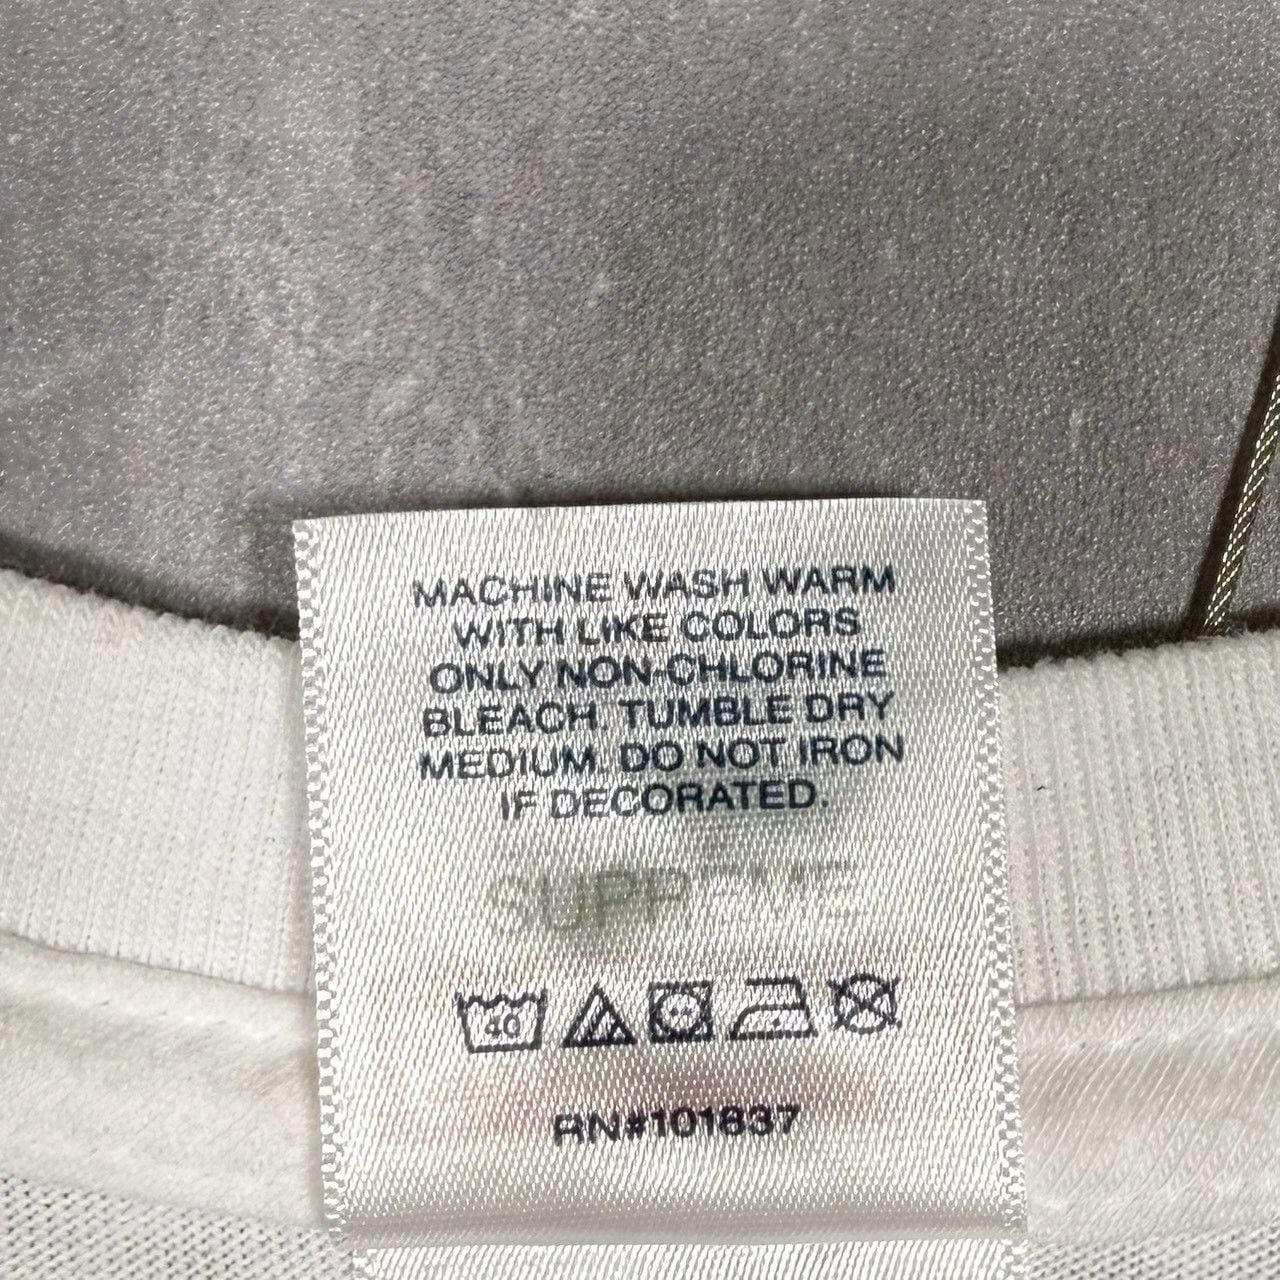 MACHINE WASH WARM
WITH LIKE COLORS
ONLY NON-CHLORINE
BLEACH. TUMBLE DRY
MEDIUM. DO NOT IRON
IF DECORATED.
SUPREME
40
RN#101837